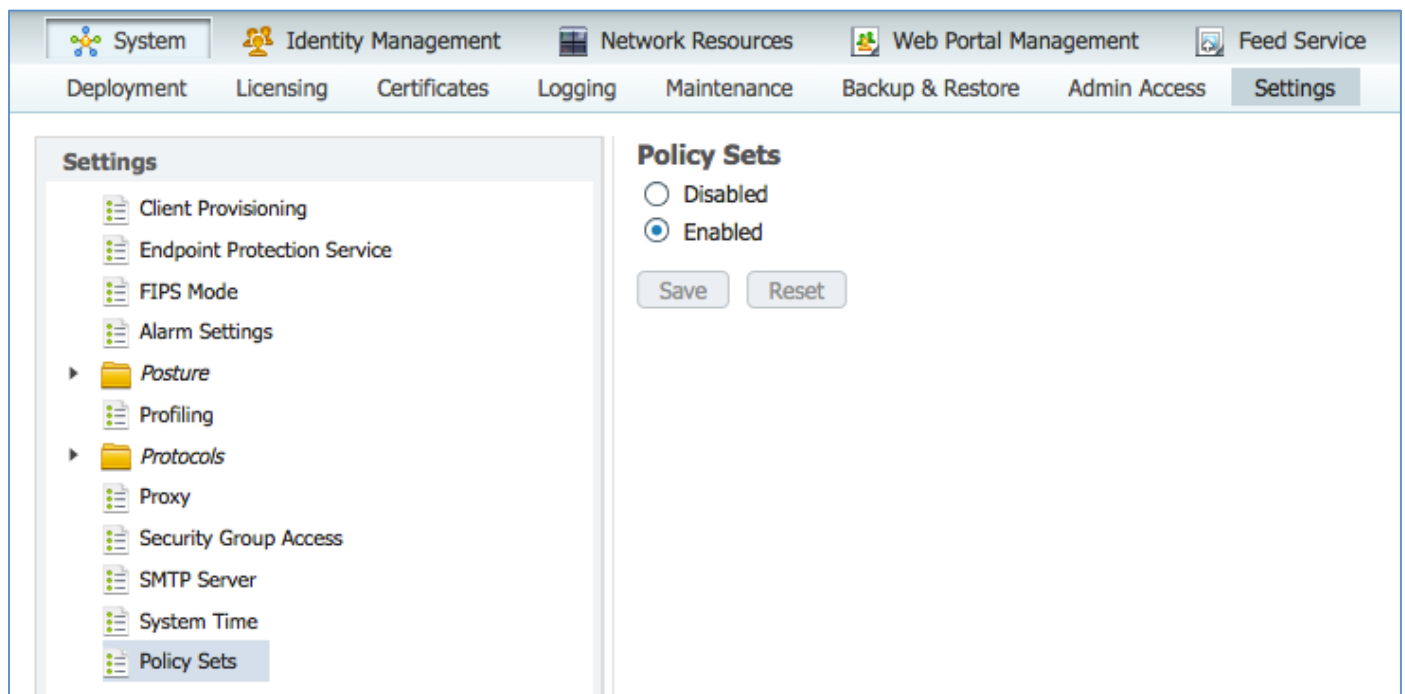 System Identity Management Network Resources Web Portal Management Feed Service
Deployment Licensing Certificates Logging Maintenance Backup & Restore Admin Access Settings
Settings
Client Provisioning
Endpoint Protection Service
FIPS Mode
Alarm Settings
Posture
Profiling
Protocols
Proxy
Security Group Access
SMTP Server
System Time
Policy Sets
Policy Sets
Disabled
Enabled
Save Reset